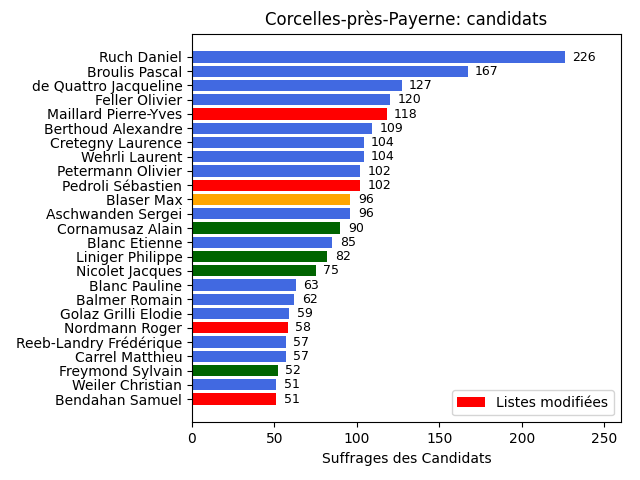 Corcelles-près-Payerne: candidats
Ruch Daniel 226
Broulis Pascal 167
de Quattro Jacqueline 127
Feller Olivier 120
Maillard Pierre-Yves 118
Berthoud Alexandre 109
Cretegny Laurence 104
Wehrli Laurent 104
Petermann Olivier 102
Pedroli Sébastien 102
Blaser Max 96
Aschwanden Sergei 96
Cornamusaz Alain 90
Blanc Etienne 85
Liniger Philippe 82
Nicolet Jacques 75
Blanc Pauline 63
Balmer Romain 62
Golaz Grilli Elodie 59
Nordmann Roger 58
Reeb-Landry Frédérique 57
Carrel Matthieu 57
Freymond Sylvain 52
Weiler Christian 51
Bendahan Samuel 51
Listes modifiées
0 50 100 150 200 250
Suffrages des Candidats